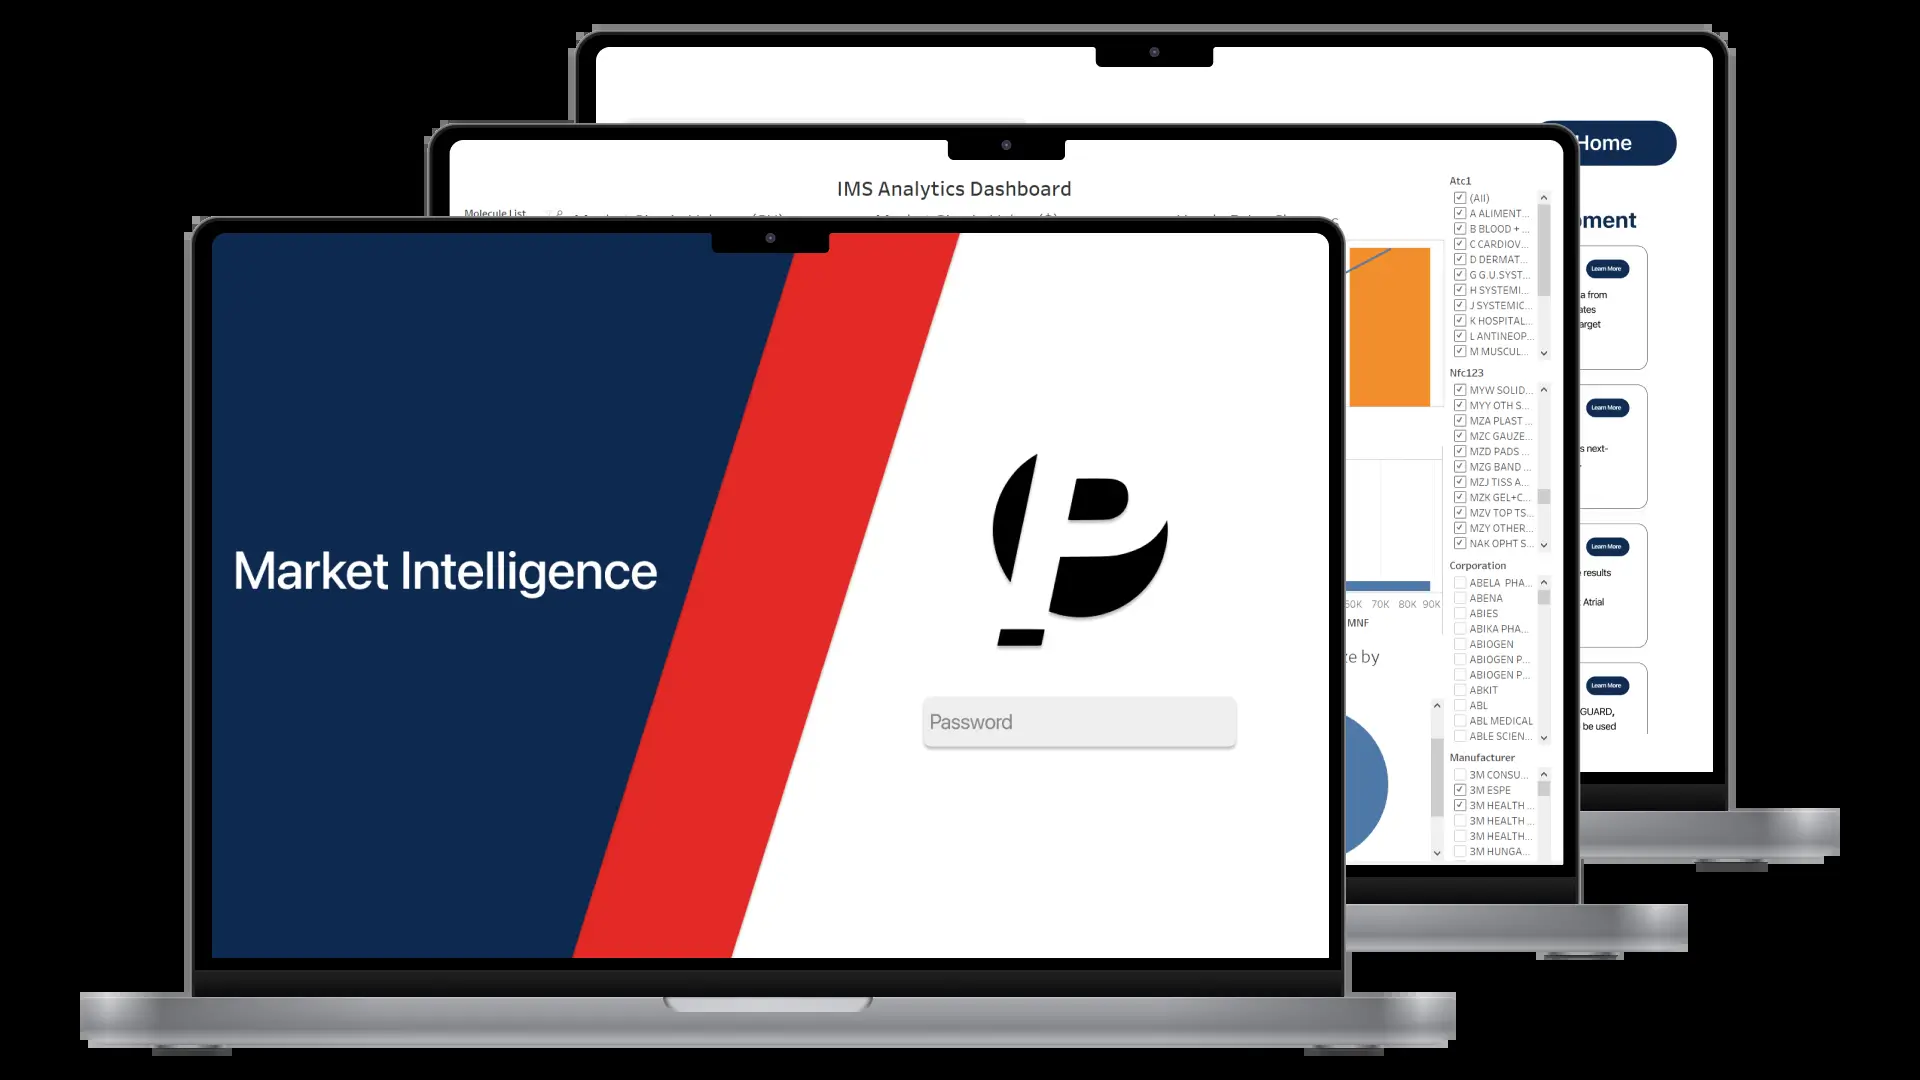 Market Intelligence
P
Password
IMS Analytics Dashboard
Molecule List
Atc1
(All)
A ALIMENT...
B BLOOD + ...
C CARDIOV...
D DERMAT...
G G.U.SYST...
H SYSTEMI...
J SYSTEMIC...
K HOSPITAL...
L ANTINEOP...
M MUSCUL...
Nfc123
MYW SOLID...
MYY OTH S...
MZA PLAST ...
MZC GAUZE...
MZD PADS ...
MZG BAND ...
MZJ TISS A...
MZK GEL+C...
MZV TOP TS...
MZY OTHER...
NAK OPHT S...
Corporation
ABELA PHA...
ABENA
ABIES
ABIKA PHA...
ABIOGEN
ABIOGEN P...
ABIOGEN P...
ABKIT
ABL
ABL MEDICAL
ABLE SCIEN...
Manufacturer
3M CONSU...
3M ESPE
3M HEALTH ...
3M HEALTH ...
3M HEALTH...
3M HUNGA...
70K 80K 90K
MNF
by
Home
Learn More
from
Learn More
next-
Learn More
results
Atrial
Learn More
GUARD,
be used